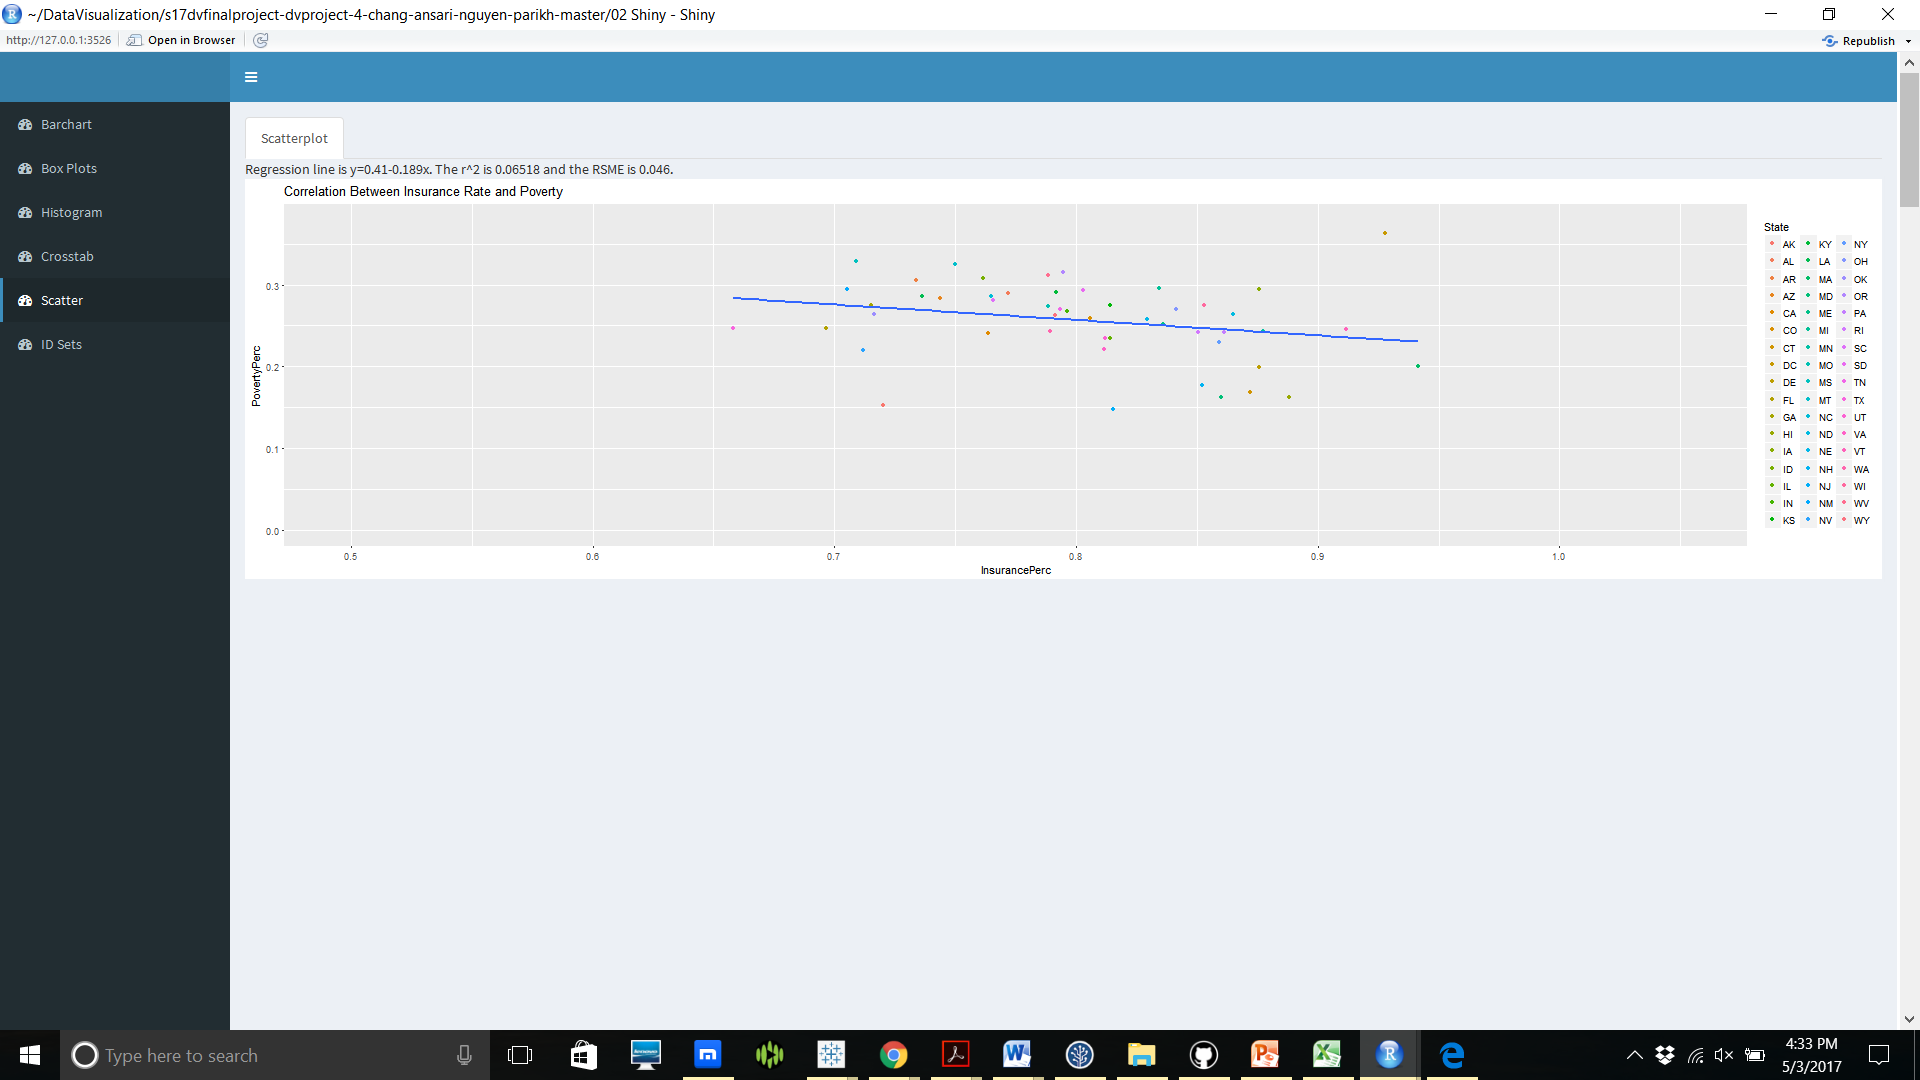 ~/DataVisualization/s17dvfinalproject-dvproject-4-chang-ansari-nguyen-parikh-master/02 Shiny - Shiny
http://127.0.0.1:3526 Open in Browser Republish
Barchart
Box Plots
Histogram
Crosstab
Scatter
ID Sets
Scatterplot
Regression line is y=0.41-0.189x. The r^2 is 0.06518 and the RSME is 0.046.
Correlation Between Insurance Rate and Poverty
PovertyPerc
0.3
0.2
0.1
0.0
0.5 0.6 0.7 0.8 0.9 1.0
InsurancePerc
State
AK KY NY
AL LA OH
AR MA OK
AZ MD OR
CA ME PA
CO MI RI
CT MN SC
DC MO SD
DE MS TN
FL MT TX
GA NC UT
HI ND VA
IA NE VT
ID NH WA
IL NJ WI
IN NM WV
KS NV WY
Type here to search
4:33 PM
5/3/2017